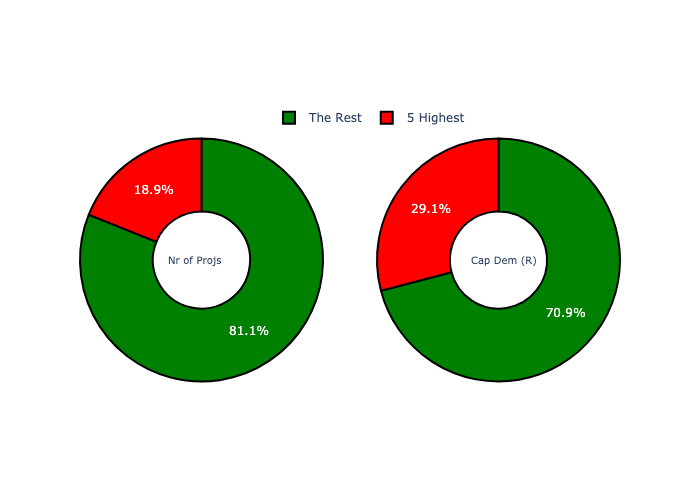 The Rest
5 Highest
18.9%
Nr of Projs
81.1%
29.1%
Cap Dem (R)
70.9%